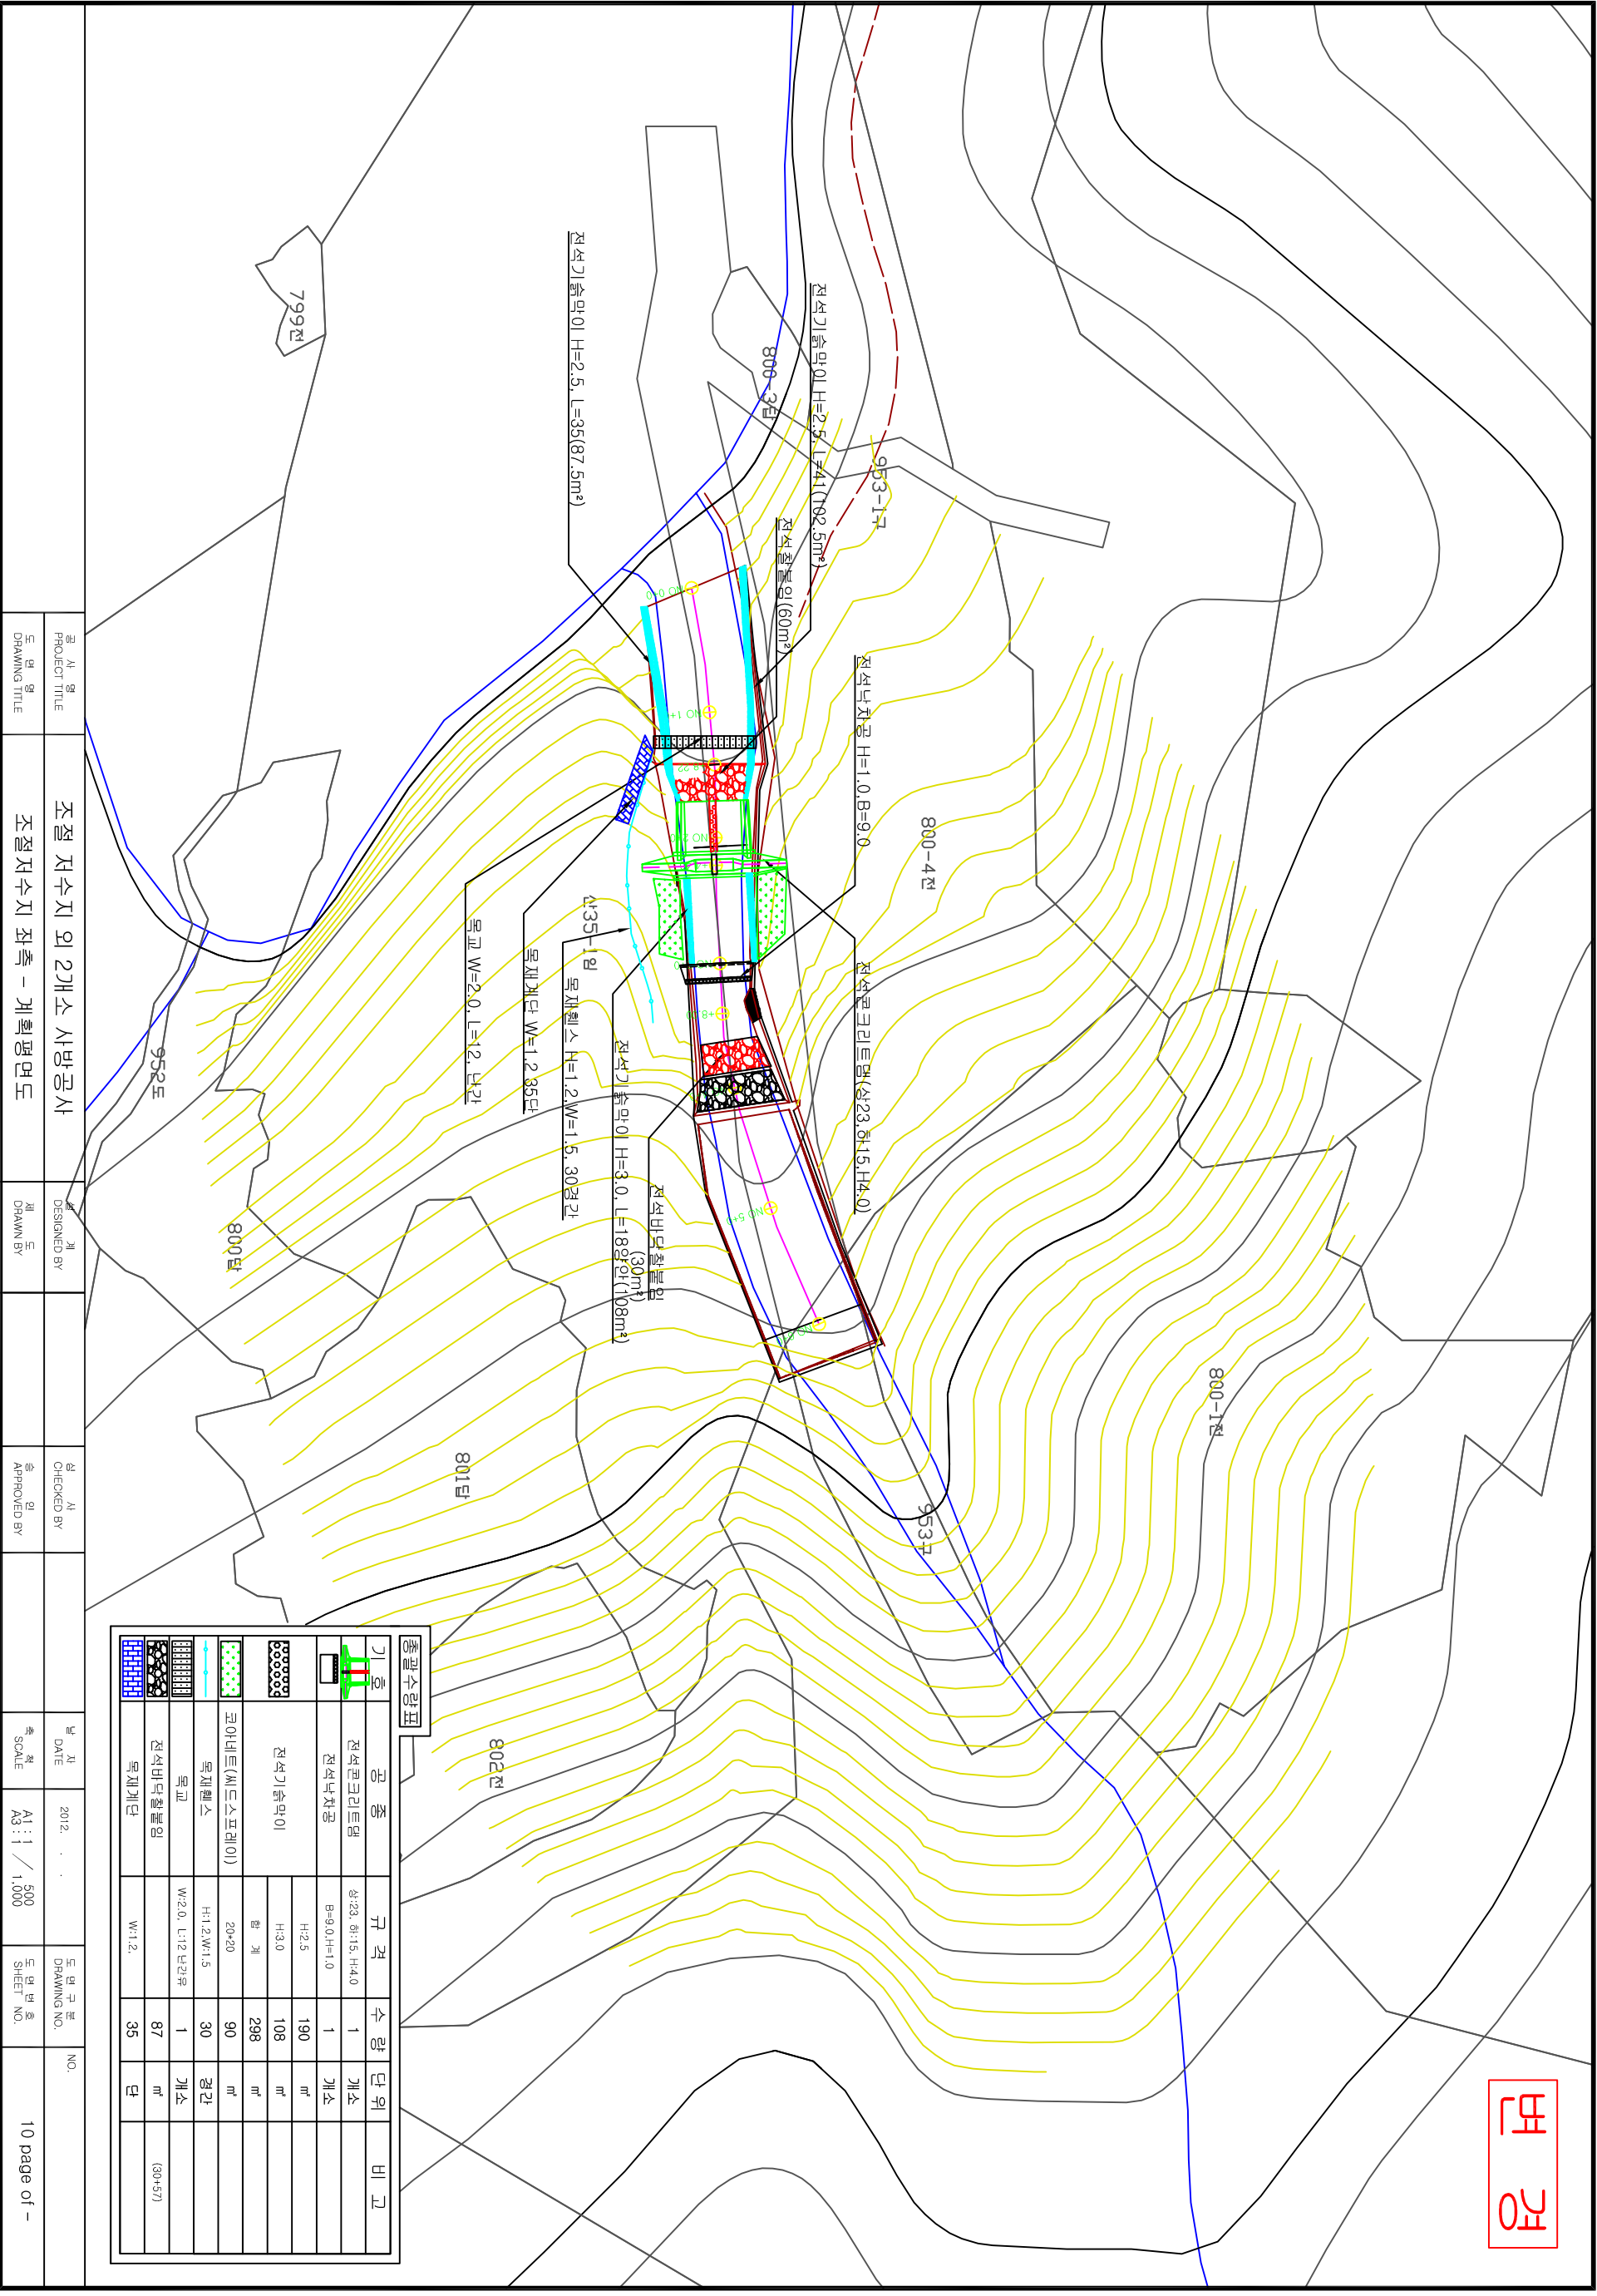 변 경
953-1구
전석기슭막이 H=2.5, L=41(102.5m²)
800-3답
전석찰붙임(60m²)
전석기슭막이 H=2.5, L=35(87.5m²)
799전
전석낙차공 H=1.0,B=9.0
800-4전
전석콘크리트댐(상23,하15,H4.0)
산35-1임
목교 W=2.0, L=12, 난간
목재계단 W=1.2 35단
목재휀스 H=1.2,W=1.5, 30경간
전석기슭막이 H=3.0, L=18양안(108m²)
전석바닥찰붙임
(30m²)
NO 0+0
NO 5+0
952도
800답
800-1전
801답
953구
802전
총괄수량표
기 호 공 종 규 격 수 량 단 위 비 고
전석콘크리트댐 상:23, 하:15, H:4.0 1 개소
전석낙차공 B=9.0,H=1.0 1 개소
전석기슭막이 H:2.5 190 ㎡
H:3.0 108 ㎡
합 계 298 ㎡
코아네트(씨드스프레이) 20*20 90 ㎡
목재휀스 H:1.2,W:1.5 30 경간
목교 W:2.0, L:12 난간유 1 개소
전석바닥찰붙임 87 ㎡ (30+57)
목재계단 W:1.2, 35 단
공 사 명
PROJECT TITLE
조절 저수지 외 2개소 사방공사
설 계
DESIGNED BY
심 사
CHECKED BY
날 자
DATE
2012. . .
도 면 구 분
DRAWING NO.
NO.
도 면 명
DRAWING TITLE
조절저수지 좌측 - 계획평면도
제 도
DRAWN BY
승 인
APPROVED BY
축 척
SCALE
A1 : 1 / 500
A3 : 1 / 1,000
도 면 번 호
SHEET NO.
10 page of -